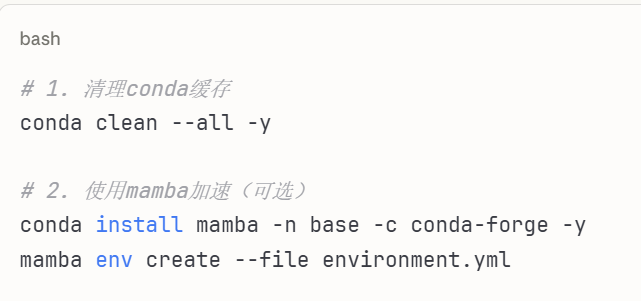 bash
# 1. 清理conda缓存
conda clean --all -y
# 2. 使用mamba加速（可选）
conda install mamba -n base -c conda-forge -y
mamba env create --file environment.yml